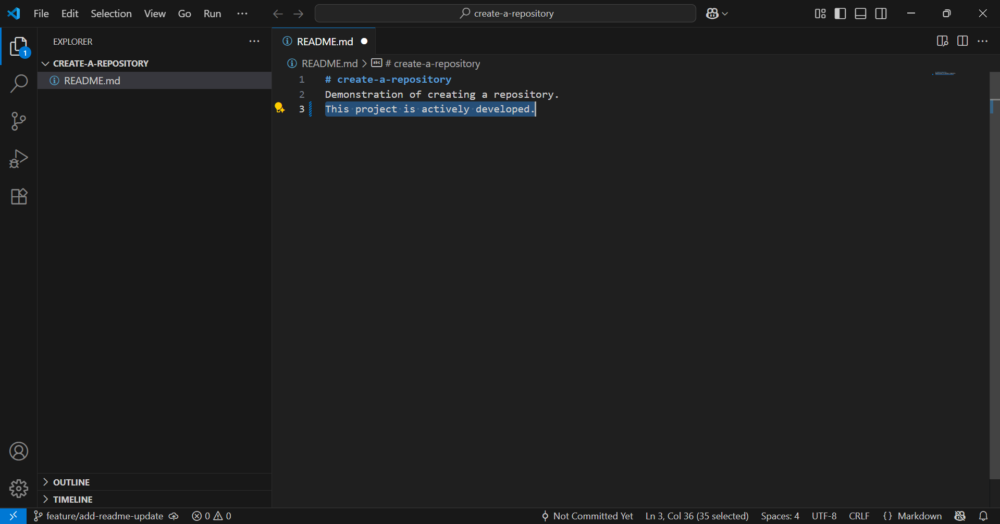 File Edit Selection View Go Run ···
create-a-repository
EXPLORER ···
1
CREATE-A-REPOSITORY
README.md
README.md
README.md > # create-a-repository
1 # create-a-repository
2 Demonstration of creating a repository.
3 This project is actively developed.
OUTLINE
TIMELINE
feature/add-readme-update 0 0 Not Committed Yet Ln 3, Col 36 (35 selected) Spaces: 4 UTF-8 CRLF {} Markdown